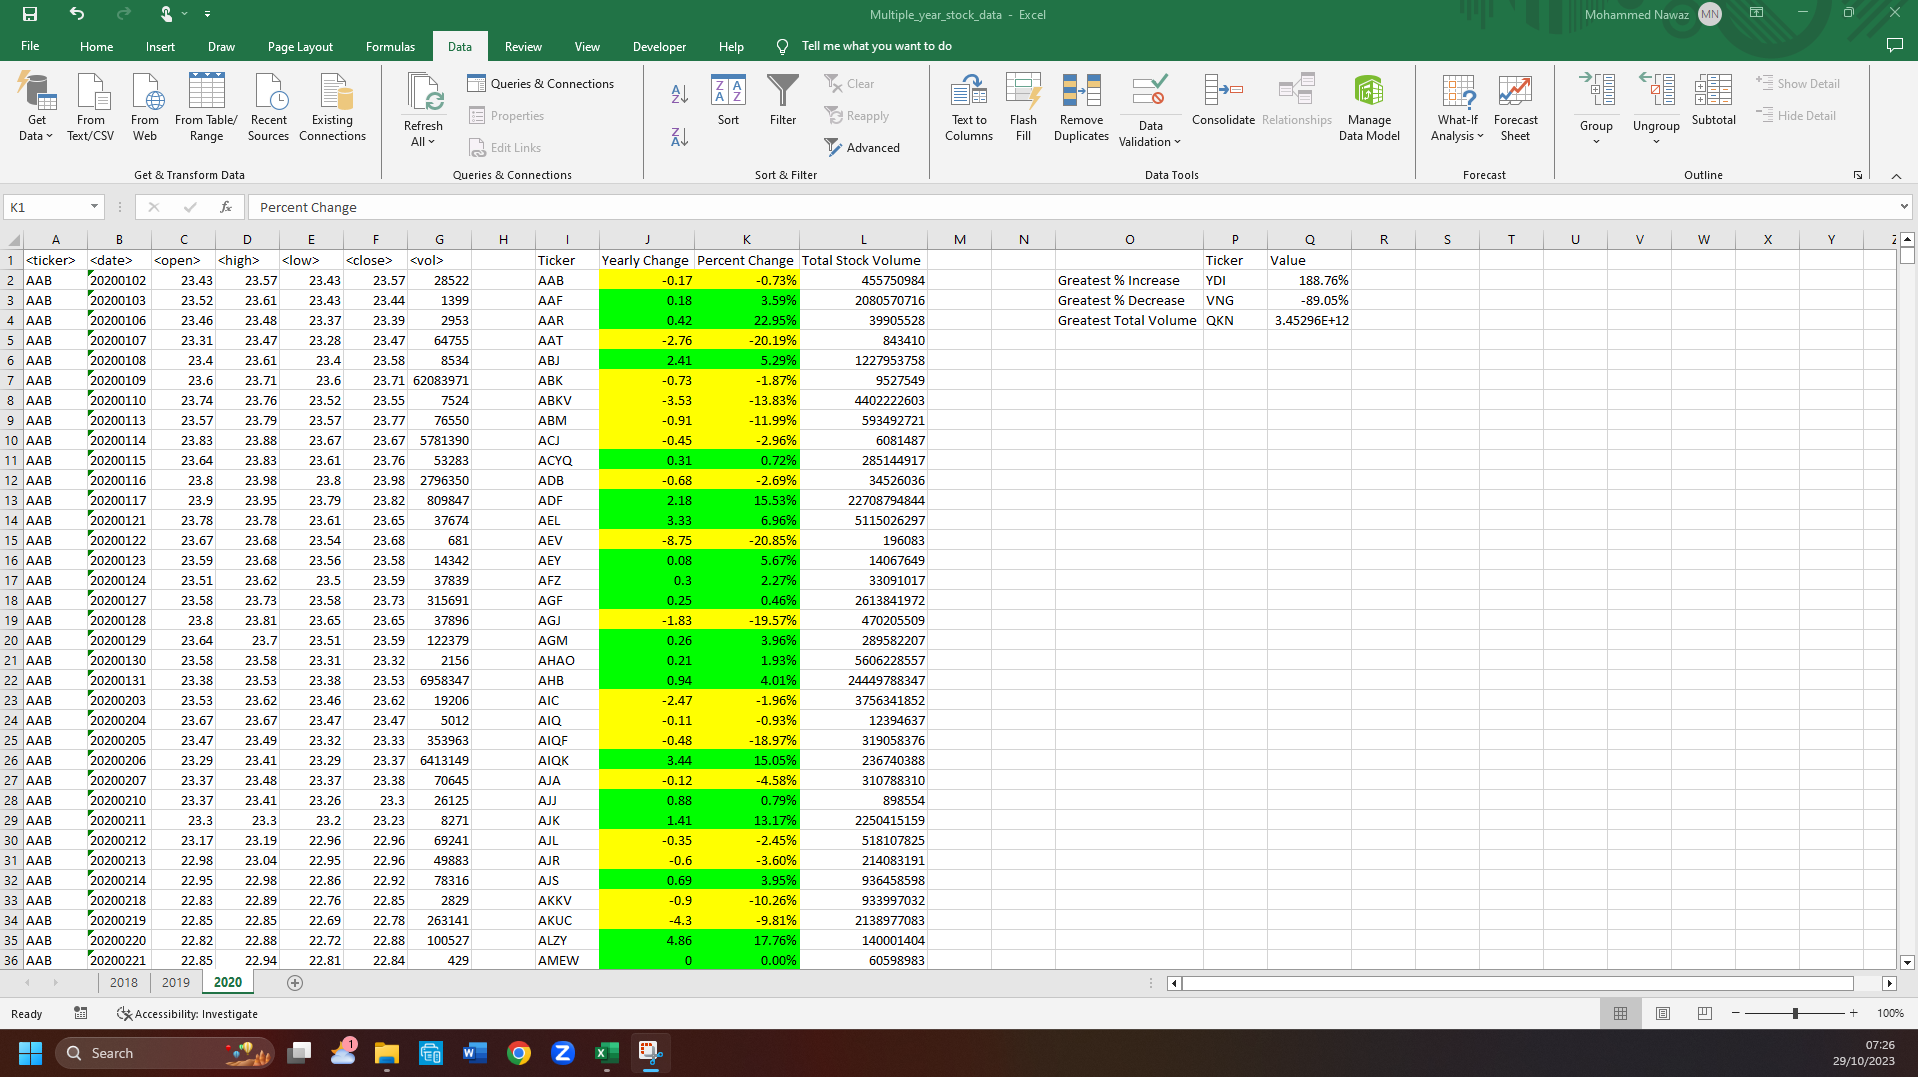 Multiple_year_stock_data - Excel
Mohammed Nawaz MN
File Home Insert Draw Page Layout Formulas Data Review View Developer Help Tell me what you want to do
Get Data From Text/CSV From Web From Table/Range Recent Sources Existing Connections
Get & Transform Data
Refresh All Queries & Connections Properties Edit Links
Queries & Connections
Sort Filter Clear Reapply Advanced
Sort & Filter
Text to Columns Flash Fill Remove Duplicates Data Validation Consolidate Relationships Manage Data Model
Data Tools
What-If Analysis Forecast Sheet
Forecast
Group Ungroup Subtotal Show Detail Hide Detail
Outline
K1 fx Percent Change
A B C D E F G H I J K L M N O P Q R S T U V W X Y Z
1 <ticker> <date> <open> <high> <low> <close> <vol> Ticker Yearly Change Percent Change Total Stock Volume Ticker Value
2 AAB 20200102 23.43 23.57 23.43 23.57 28522 AAB -0.17 -0.73% 455750984 Greatest % Increase YDI 188.76%
3 AAB 20200103 23.52 23.61 23.43 23.44 1399 AAF 0.18 3.59% 2080570716 Greatest % Decrease VNG -89.05%
4 AAB 20200106 23.46 23.48 23.37 23.39 2953 AAR 0.42 22.95% 39905528 Greatest Total Volume QKN 3.45296E+12
5 AAB 20200107 23.31 23.47 23.28 23.47 64755 AAT -2.76 -20.19% 843410
6 AAB 20200108 23.4 23.61 23.4 23.58 8534 ABJ 2.41 5.29% 1227953758
7 AAB 20200109 23.6 23.71 23.6 23.71 62083971 ABK -0.73 -1.87% 9527549
8 AAB 20200110 23.74 23.76 23.52 23.55 7524 ABKV -3.53 -13.83% 4402222603
9 AAB 20200113 23.57 23.79 23.57 23.77 76550 ABM -0.91 -11.99% 593492721
10 AAB 20200114 23.83 23.88 23.67 23.67 5781390 ACJ -0.45 -2.96% 6081487
11 AAB 20200115 23.64 23.83 23.61 23.76 53283 ACYQ 0.31 0.72% 285144917
12 AAB 20200116 23.8 23.98 23.8 23.98 2796350 ADB -0.68 -2.69% 34526036
13 AAB 20200117 23.9 23.95 23.79 23.82 809847 ADF 2.18 15.53% 22708794844
14 AAB 20200121 23.78 23.78 23.61 23.65 37674 AEL 3.33 6.96% 5115026297
15 AAB 20200122 23.67 23.68 23.54 23.68 681 AEV -8.75 -20.85% 196083
16 AAB 20200123 23.59 23.68 23.56 23.58 14342 AEY 0.08 5.67% 14067649
17 AAB 20200124 23.51 23.62 23.5 23.59 37839 AFZ 0.3 2.27% 33091017
18 AAB 20200127 23.58 23.73 23.58 23.73 315691 AGF 0.25 0.46% 2613841972
19 AAB 20200128 23.8 23.81 23.65 23.65 37896 AGJ -1.83 -19.57% 470205509
20 AAB 20200129 23.64 23.7 23.51 23.59 122379 AGM 0.26 3.96% 289582207
21 AAB 20200130 23.58 23.58 23.31 23.32 2156 AHAO 0.21 1.93% 5606228557
22 AAB 20200131 23.38 23.53 23.38 23.53 6958347 AHB 0.94 4.01% 24449788347
23 AAB 20200203 23.53 23.62 23.46 23.62 19206 AIC -2.47 -1.96% 3756341852
24 AAB 20200204 23.67 23.67 23.47 23.47 5012 AIQ -0.11 -0.93% 12394637
25 AAB 20200205 23.47 23.49 23.32 23.33 353963 AIQF -0.48 -18.97% 319058376
26 AAB 20200206 23.29 23.41 23.29 23.37 6413149 AIQK 3.44 15.05% 236740388
27 AAB 20200207 23.37 23.48 23.37 23.38 70645 AJA -0.12 -4.58% 310788310
28 AAB 20200210 23.37 23.41 23.26 23.3 26125 AJJ 0.88 0.79% 898554
29 AAB 20200211 23.3 23.3 23.2 23.23 8271 AJK 1.41 13.17% 2250415159
30 AAB 20200212 23.17 23.19 22.96 22.96 69241 AJL -0.35 -2.45% 518107825
31 AAB 20200213 22.98 23.04 22.95 22.96 49883 AJR -0.6 -3.60% 214083191
32 AAB 20200214 22.95 22.98 22.86 22.92 78316 AJS 0.69 3.95% 936458598
33 AAB 20200218 22.83 22.89 22.76 22.85 2829 AKKV -0.9 -10.26% 933997032
34 AAB 20200219 22.85 22.85 22.69 22.78 263141 AKUC -4.3 -9.81% 2138977083
35 AAB 20200220 22.82 22.88 22.72 22.88 100527 ALZY 4.86 17.76% 140001404
36 AAB 20200221 22.85 22.94 22.81 22.84 429 AMEW 0 0.00% 60598983
2018 2019 2020
Ready Accessibility: Investigate 100%
Search 1
07:26
29/10/2023